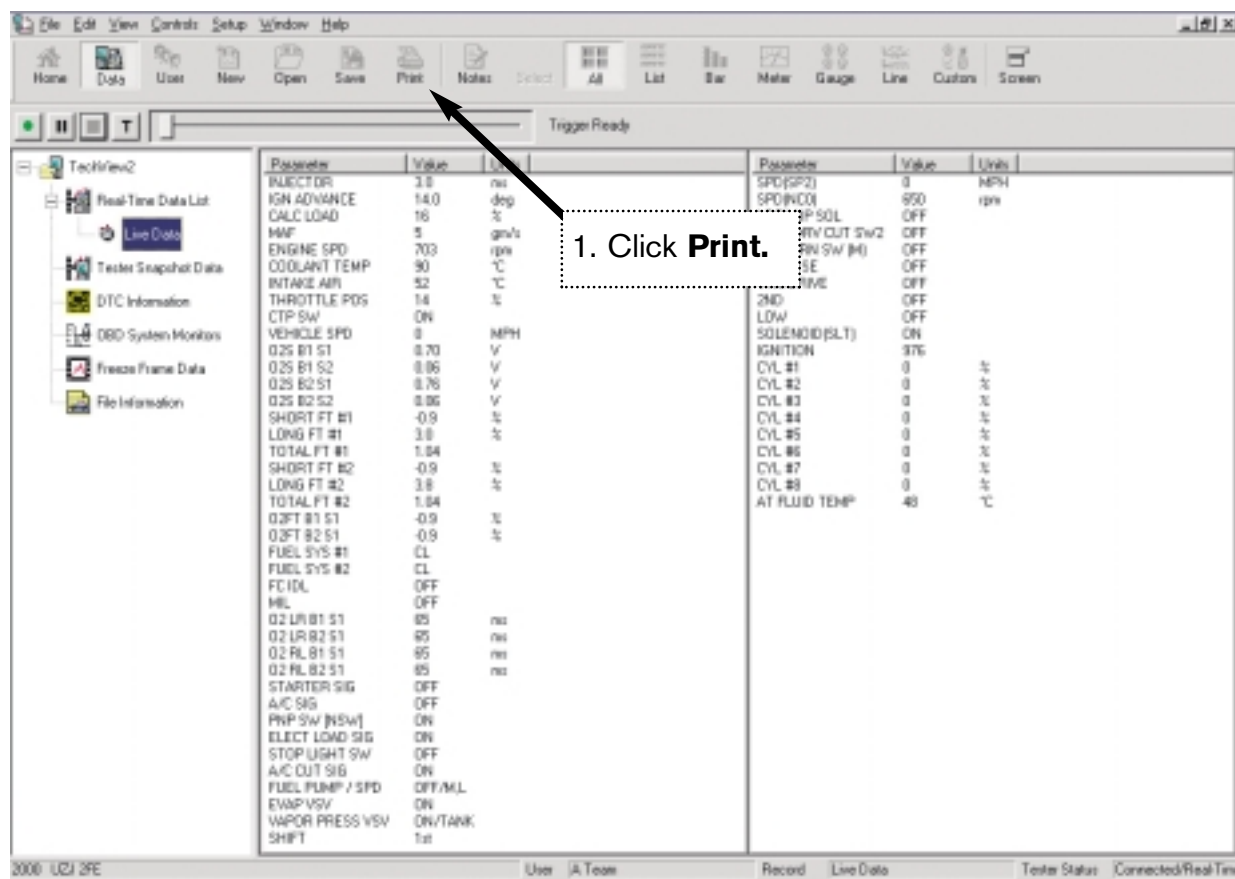 File Edit View Controls Setup Window Help
Home Data User New Open Save Print Notes Select All List Bar Meter Gauge Line Custom Screen
T Trigger Ready
TechView2
Real-Time Data List
Live Data
Tester Snapshot Data
DTC Information
OBD System Monitors
Freeze Frame Data
File Information
Parameter Value Units
INJECTOR 3.0 ms
IGN ADVANCE 14.0 deg
CALC LOAD 16 %
MAF 5 gm/s
ENGINE SPD 703 rpm
COOLANT TEMP 90 °C
INTAKE AIR 52 °C
THROTTLE POS 14 %
CTP SW ON
VEHICLE SPD 0 MPH
O2S B1 S1 0.70 V
O2S B1 S2 0.06 V
O2S B2 S1 0.76 V
O2S B2 S2 0.06 V
SHORT FT #1 -0.9 %
LONG FT #1 3.0 %
TOTAL FT #1 1.04
SHORT FT #2 -0.9 %
LONG FT #2 3.8 %
TOTAL FT #2 1.04
O2FT B1 S1 -0.9 %
O2FT B2 S1 -0.9 %
FUEL SYS #1 CL
FUEL SYS #2 CL
FC IDL OFF
MIL OFF
O2 LR B1 S1 65 ms
O2 LR B2 S1 65 ms
O2 RL B1 S1 65 ms
O2 RL B2 S1 65 ms
STARTER SIG OFF
A/C SIG OFF
PNP SW [NSW] ON
ELECT LOAD SIG ON
STOP LIGHT SW OFF
A/C CUT SIG ON
FUEL PUMP / SPD OFF/M,L
EVAP VSV ON
VAPOR PRESS VSV ON/TANK
SHIFT 1st
Parameter Value Units
SPD(SP2) 0 MPH
SPD(NC0) 650 rpm
SOL OFF
CUT SW2 OFF
SW (M) OFF
OFF
OFF
2ND OFF
LOW OFF
SOLENOID(SLT) ON
IGNITION 976
CYL #1 0 %
CYL #2 0 %
CYL #3 0 %
CYL #4 0 %
CYL #5 0 %
CYL #6 0 %
CYL #7 0 %
CYL #8 0 %
AT FLUID TEMP 48 °C
1. Click Print.
2000 UZJ 2FE User A Team Record Live Data Tester Status Connected/Real-Tim